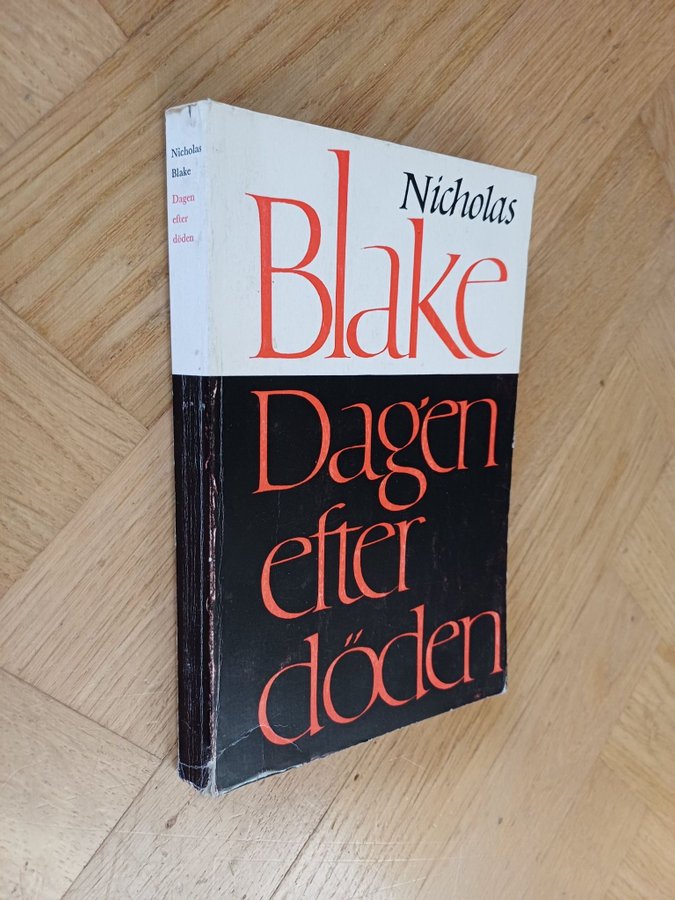 Nicholas
Blake
Dagen
efter
döden
Nicholas
Blake
Dagen
efter
döden